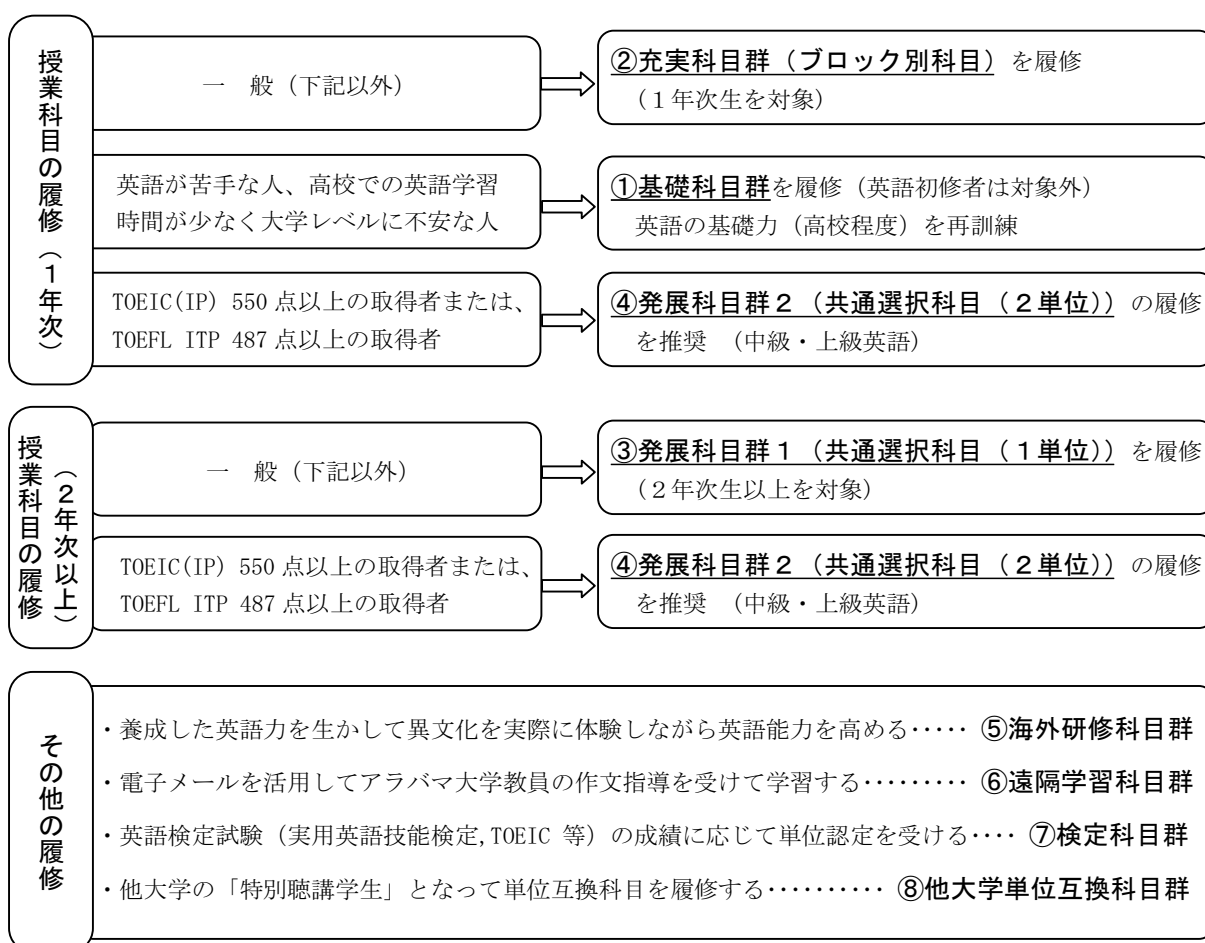 授業科目の履修（１年次）
一　般（下記以外）
②充実科目群（ブロック別科目）を履修
（１年次生を対象）
英語が苦手な人、高校での英語学習
時間が少なく大学レベルに不安な人
①基礎科目群を履修（英語初修者は対象外）
英語の基礎力（高校程度）を再訓練
TOEIC(IP) 550 点以上の取得者または、
TOEFL ITP 487 点以上の取得者
④発展科目群２（共通選択科目（２単位））の履修
を推奨　（中級・上級英語）
授業科目の履修
（２年次以上）
一　般（下記以外）
③発展科目群１（共通選択科目（１単位））を履修
（２年次生以上を対象）
TOEIC(IP) 550 点以上の取得者または、
TOEFL ITP 487 点以上の取得者
④発展科目群２（共通選択科目（２単位））の履修
を推奨　（中級・上級英語）
その他の履修
・養成した英語力を生かして異文化を実際に体験しながら英語能力を高める‥‥‥ ⑤海外研修科目群
・電子メールを活用してアラバマ大学教員の作文指導を受けて学習する‥‥‥‥‥ ⑥遠隔学習科目群
・英語検定試験（実用英語技能検定,TOEIC 等）の成績に応じて単位認定を受ける‥‥ ⑦検定科目群
・他大学の「特別聴講学生」となって単位互換科目を履修する‥‥‥‥‥ ⑧他大学単位互換科目群